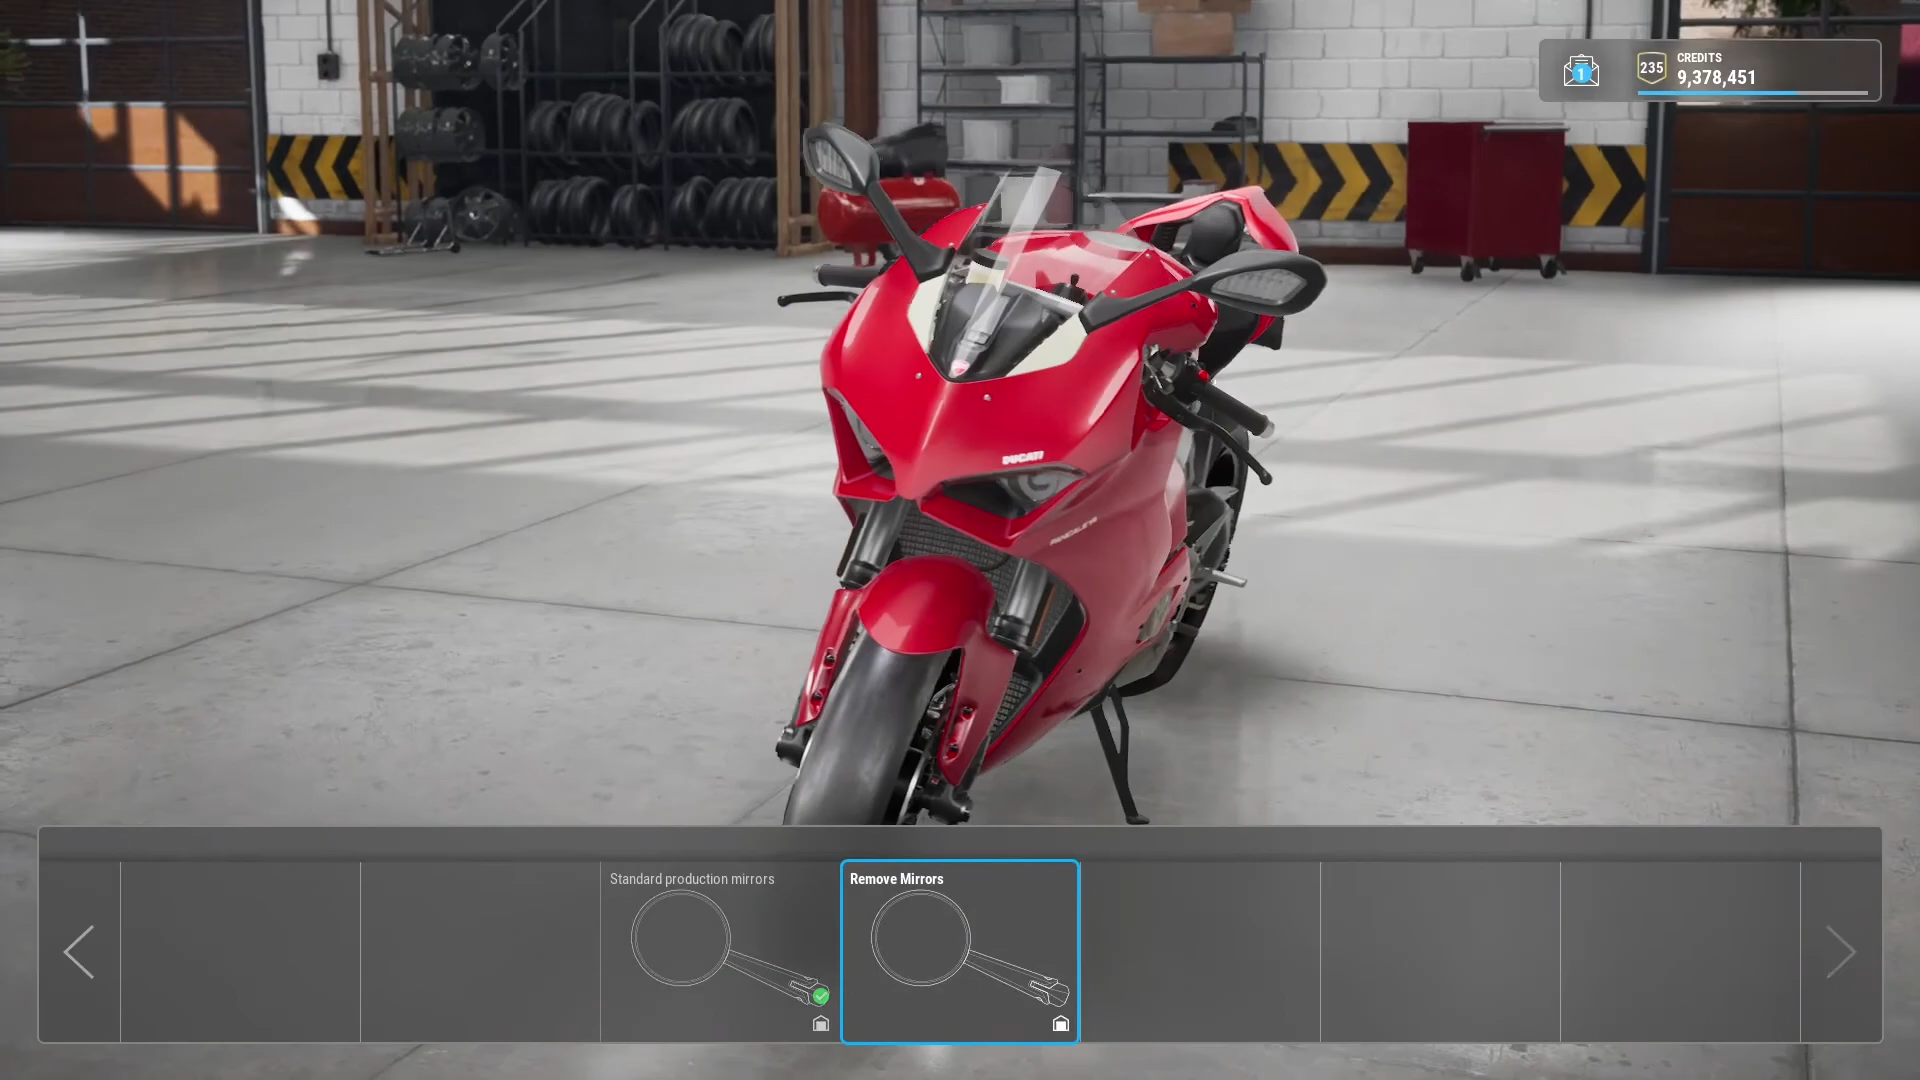 1
235
CREDITS
9,378,451
DUCATI
Standard production mirrors
Remove Mirrors